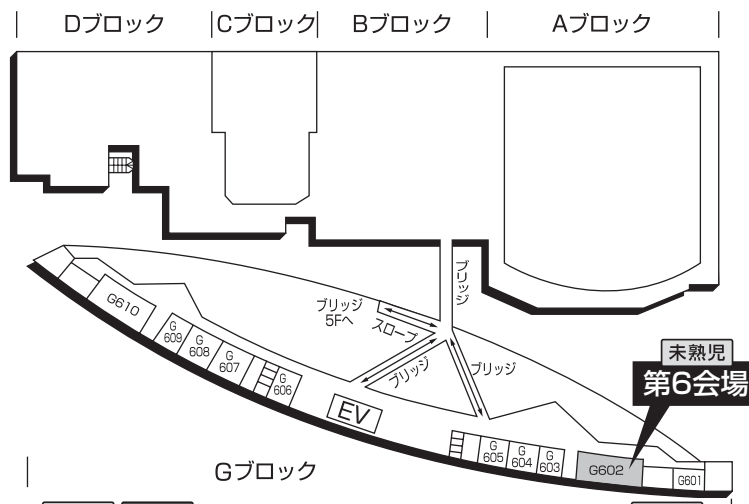 Dブロック
Cブロック
Bブロック
Aブロック
ブリッジ
ブリッジ
5Fへ
スロープ
ブリッジ
ブリッジ
G610
G
609
G
608
G
607
G
606
EV
G
605
G
604
G
603
G602
G601
未熟児
第6会場
Gブロック